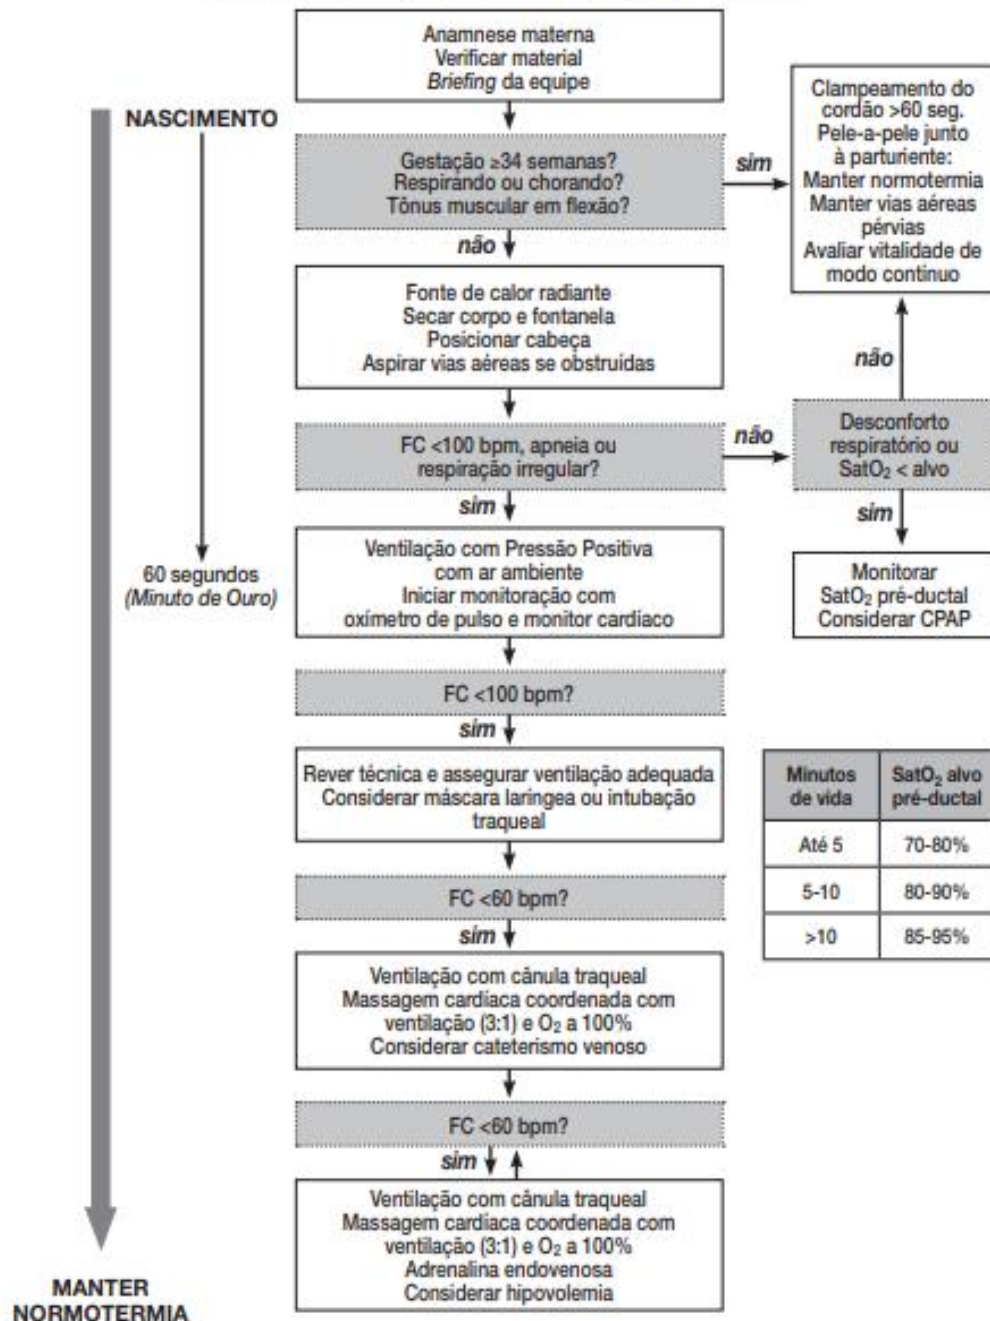 Anamnese materna
Verificar material
Briefing da equipe
NASCIMENTO
Gestação ≥34 semanas?
Respirando ou chorando?
Tônus muscular em flexão?
sim
Clampeamento do
cordão >60 seg.
Pele-a-pele junto
à parturiente:
Manter normotermia
Manter vias aéreas
pérvias
Avaliar vitalidade de
modo continuo
não
Fonte de calor radiante
Secar corpo e fontanela
Posicionar cabeça
Aspirar vias aéreas se obstruídas
não
FC <100 bpm, apneia ou
respiração irregular?
não
Desconforto
respiratório ou
SatO2 < alvo
sim
sim
60 segundos
(Minuto de Ouro)
Ventilação com Pressão Positiva
com ar ambiente
Iniciar monitoração com
oxímetro de pulso e monitor cardíaco
Monitorar
SatO2 pré-ductal
Considerar CPAP
FC <100 bpm?
sim
Rever técnica e assegurar ventilação adequada
Considerar máscara laríngea ou intubação
traqueal
Minutos de vida SatO2 alvo pré-ductal
Até 5 70-80%
5-10 80-90%
>10 85-95%
FC <60 bpm?
sim
Ventilação com cânula traqueal
Massagem cardíaca coordenada com
ventilação (3:1) e O2 a 100%
Considerar cateterismo venoso
FC <60 bpm?
sim
Ventilação com cânula traqueal
Massagem cardíaca coordenada com
ventilação (3:1) e O2 a 100%
Adrenalina endovenosa
Considerar hipovolemia
MANTER
NORMOTERMIA